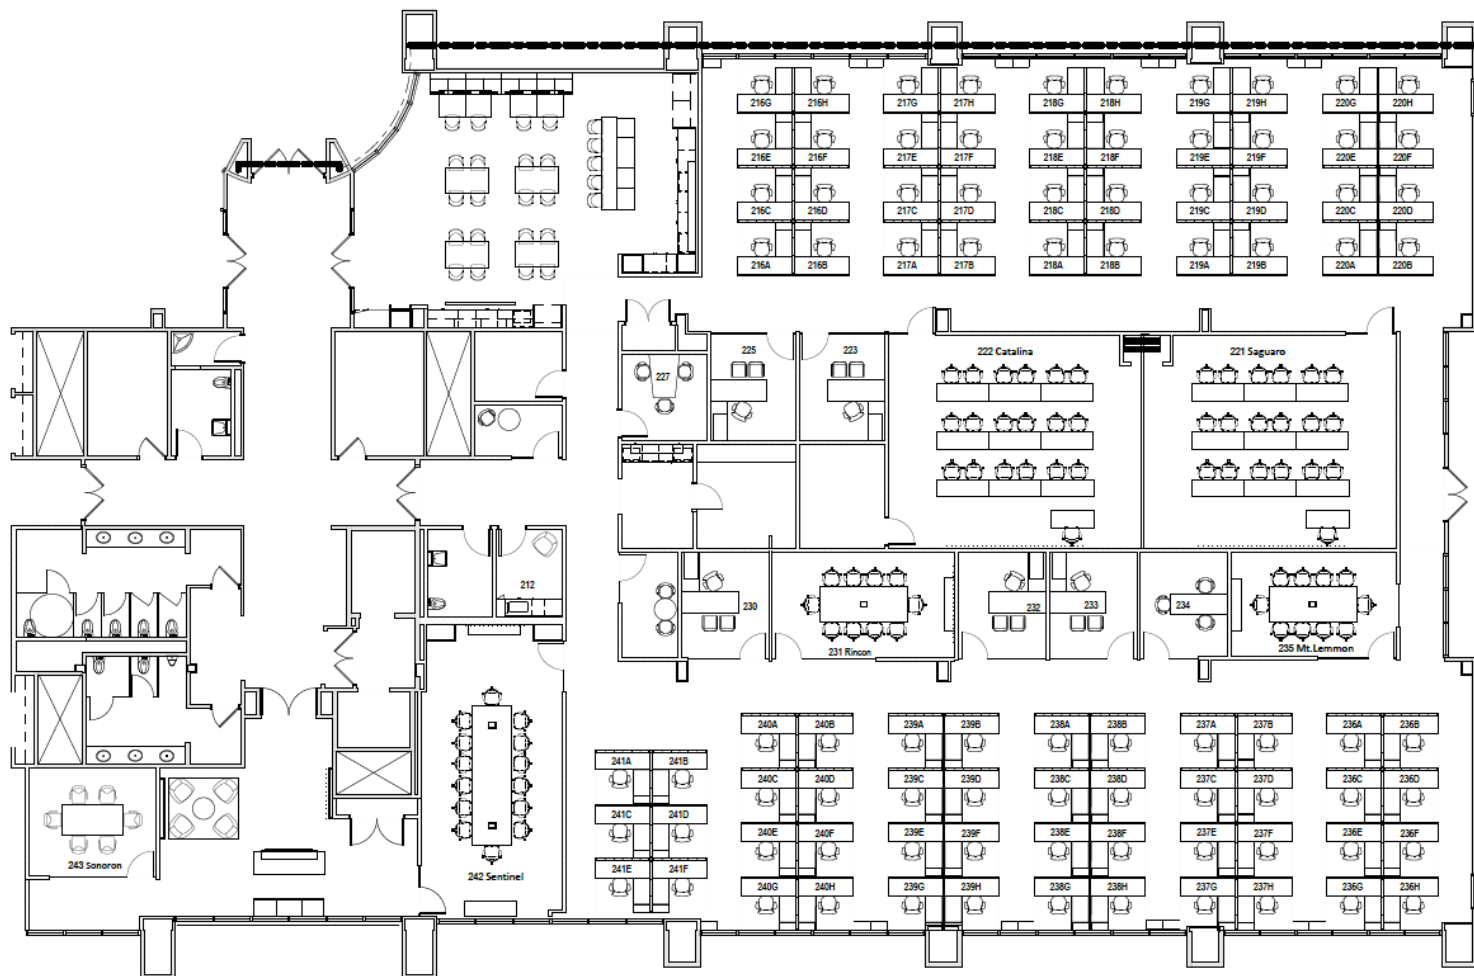 216G 216H 217G 217H 218G 218H 219G 219H 220G 220H
216E 216F 217E 217F 218E 218F 219E 219F 220E 220F
216C 216D 217C 217D 218C 218D 219C 219D 220C 220D
216A 216B 217A 217B 218A 218B 219A 219B 220A 220B
225 223 222 Catalina 221 Saguaro
227
212
230 232 233 234
231 Rincon 235 Mt.Lemmon
240A 240B 239A 239B 238A 238B 237A 237B 236A 236B
241A 241B
240C 240D 239C 239D 238C 238D 237C 237D 236C 236D
241C 241D
240E 240F 239E 239F 238E 238F 237E 237F 236E 236F
243 Sonoron
241E 241F
242 Sentinel
240G 240H 239G 239H 238G 238H 237G 237H 236G 236H